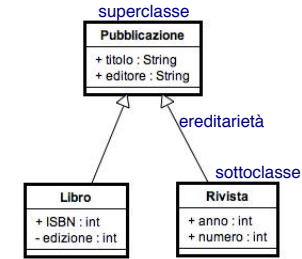 superclasse
Pubblicazione
+ titolo : String
+ editore : String
ereditarietà
sottoclasse
Libro
+ ISBN : int
- edizione : int
Rivista
+ anno : int
+ numero : int